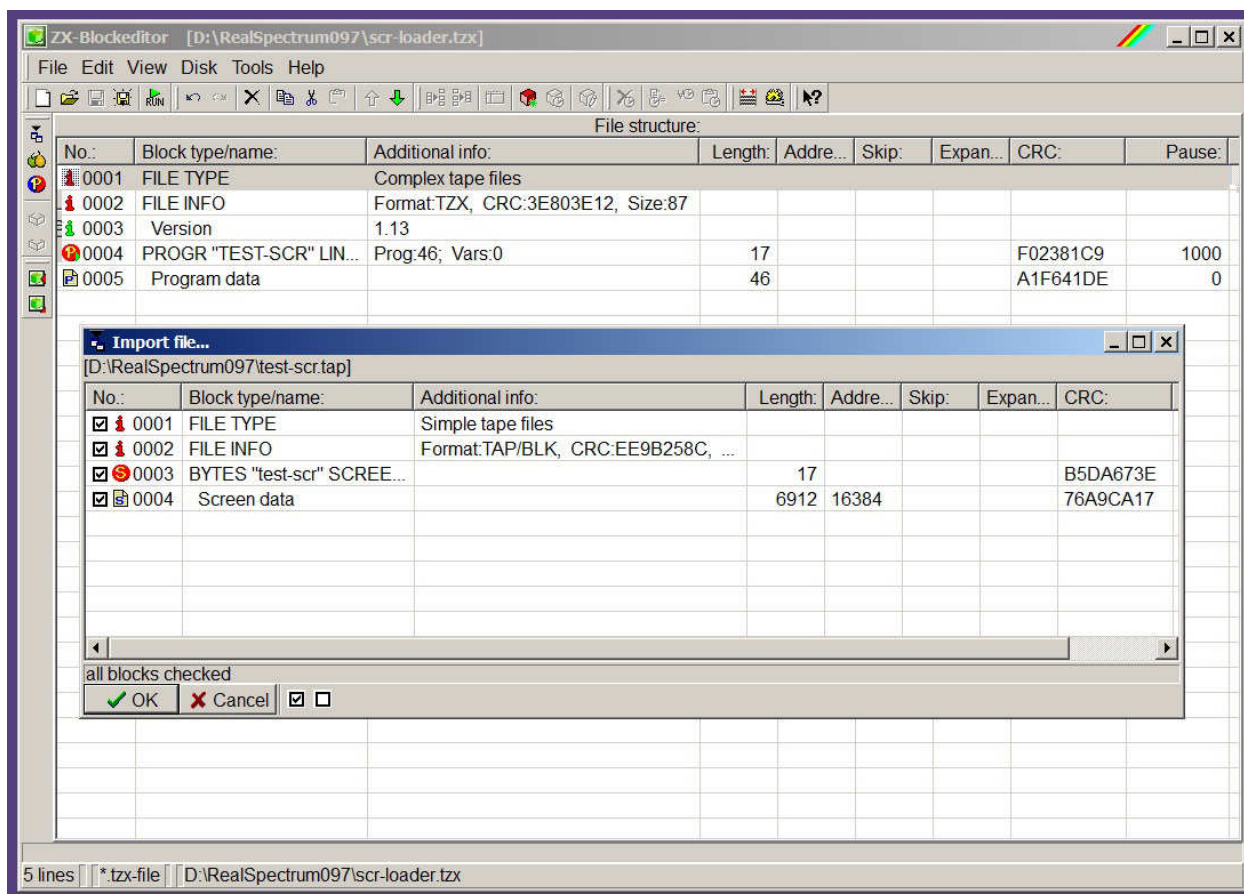 ZX-Blockeditor [D:\RealSpectrum097\scr-loader.tzx]
File Edit View Disk Tools Help
RUN
File structure:
No.: Block type/name: Additional info: Length: Addre... Skip: Expan... CRC: Pause:
0001 FILE TYPE Complex tape files
0002 FILE INFO Format:TZX, CRC:3E803E12, Size:87
0003 Version 1.13
0004 PROGR "TEST-SCR" LIN... Prog:46; Vars:0 17 F02381C9 1000
0005 Program data 46 A1F641DE 0
Import file...
[D:\RealSpectrum097\test-scr.tap]
No.: Block type/name: Additional info: Length: Addre... Skip: Expan... CRC:
0001 FILE TYPE Simple tape files
0002 FILE INFO Format:TAP/BLK, CRC:EE9B258C, ...
S 0003 BYTES "test-scr" SCREE... 17 B5DA673E
S 0004 Screen data 6912 16384 76A9CA17
all blocks checked
OK Cancel
5 lines *.tzx-file D:\RealSpectrum097\scr-loader.tzx